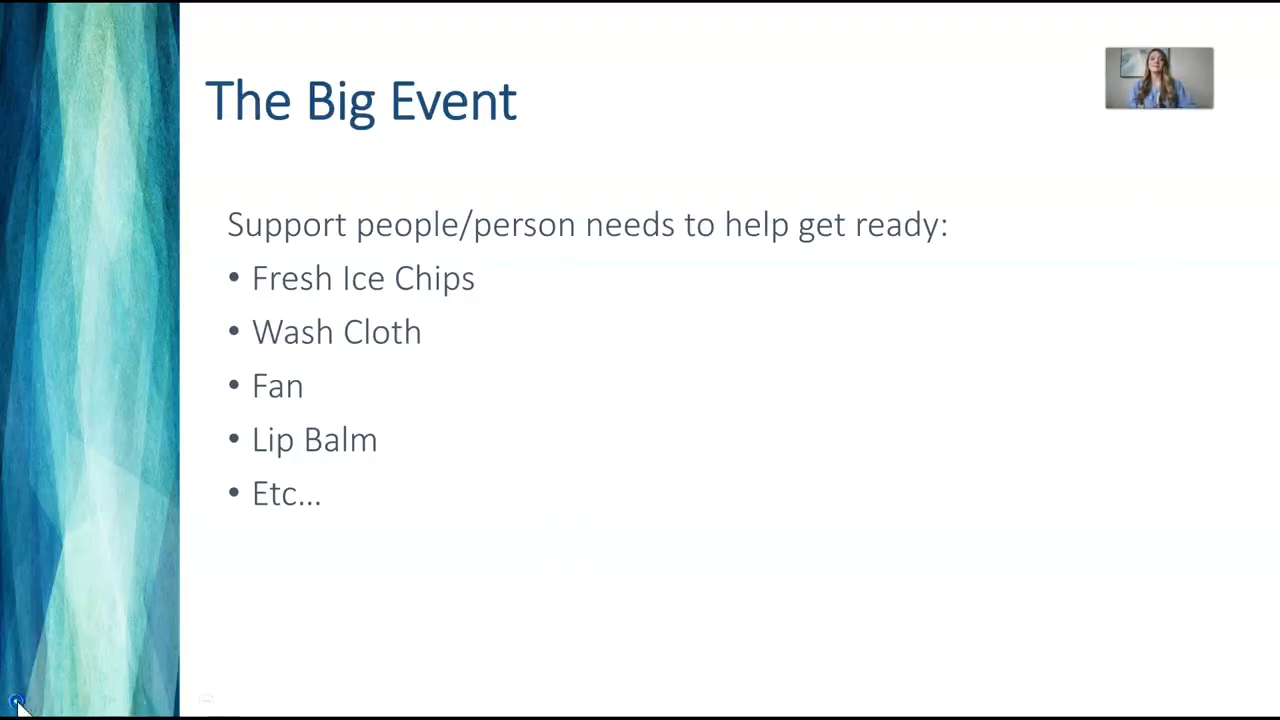 The Big Event
Support people/person needs to help get ready:
• Fresh Ice Chips
• Wash Cloth
• Fan
• Lip Balm
• Etc...